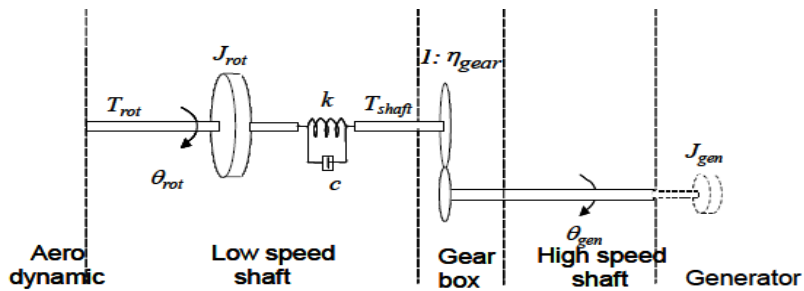 J_rot
1: η_gear
T_rot
k
T_shaft
J_gen
θ_rot
c
θ_gen
Aero dynamic
Low speed shaft
Gear box
High speed shaft
Generator